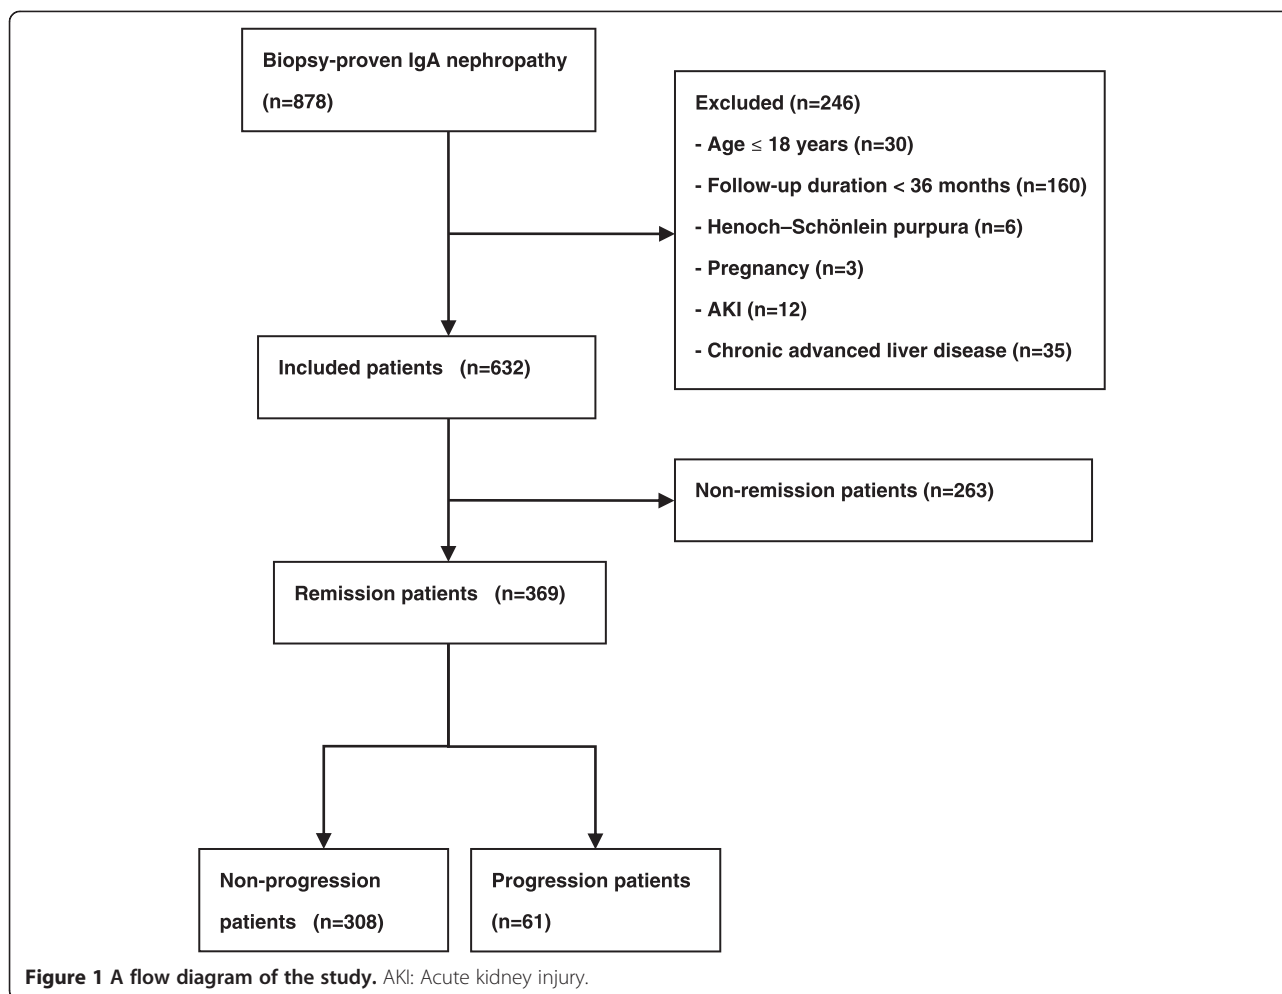 Biopsy-proven IgA nephropathy
(n=878)
Excluded (n=246)
- Age ≤ 18 years (n=30)
- Follow-up duration < 36 months (n=160)
- Henoch–Schönlein purpura (n=6)
- Pregnancy (n=3)
- AKI (n=12)
- Chronic advanced liver disease (n=35)
Included patients (n=632)
Non-remission patients (n=263)
Remission patients (n=369)
Non-progression
patients (n=308)
Progression patients
(n=61)
Figure 1 A flow diagram of the study. AKI: Acute kidney injury.